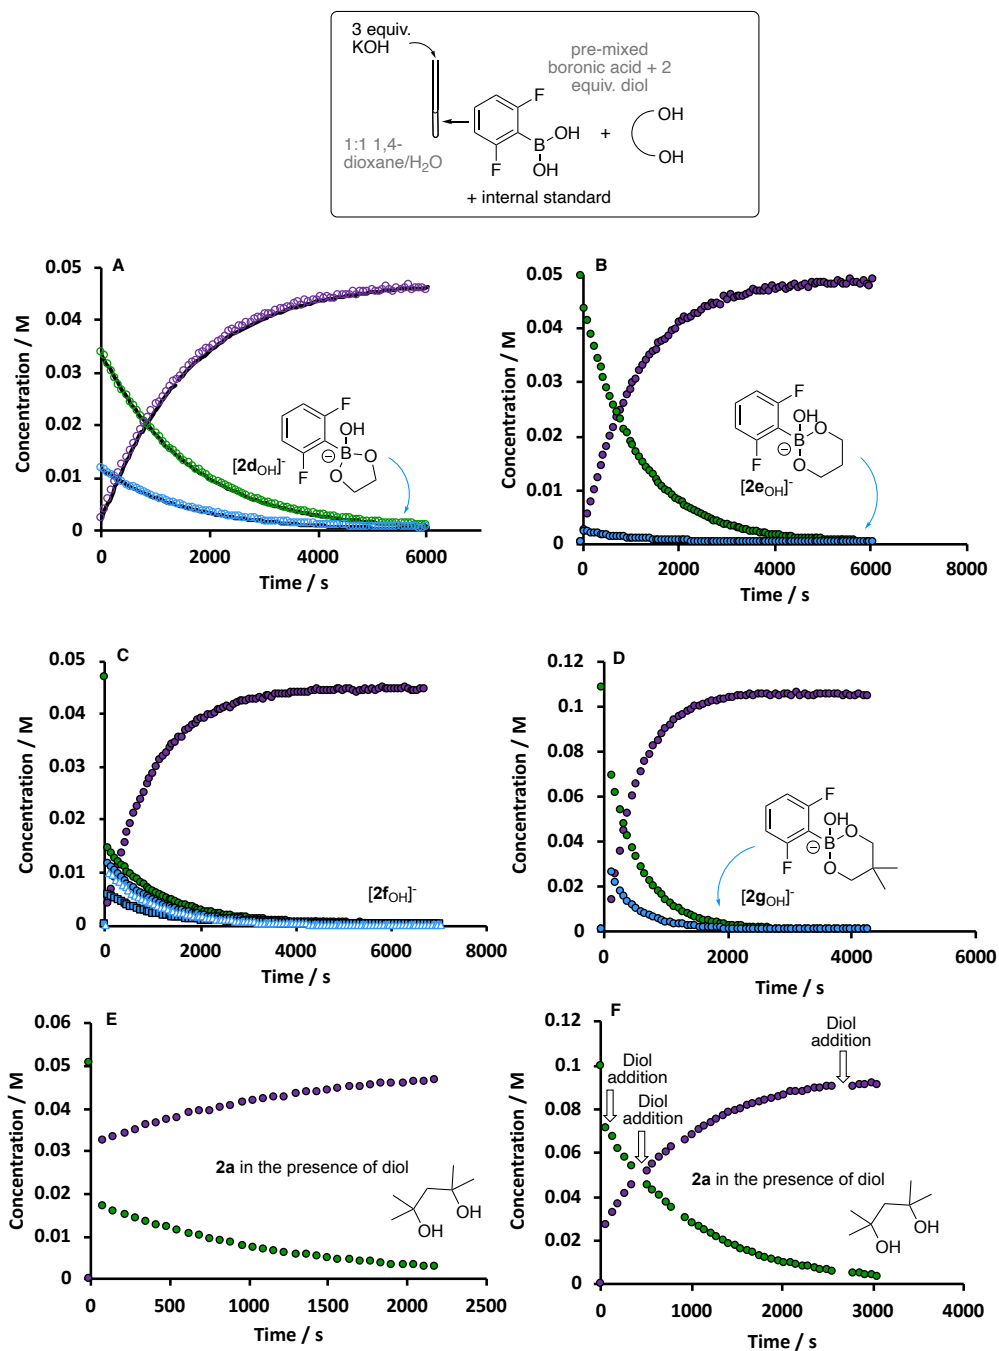 3 equiv.
KOH
pre-mixed
boronic acid + 2
equiv. diol
F
OH
B
OH
F
+
OH
OH
1:1 1,4-
dioxane/H₂O
+ internal standard
A
Concentration / M
0.05
0.04
0.03
0.02
0.01
0
0
2000
4000
6000
Time / s
F
OH
B
O
O
F
⊖
[2d_OH]⁻
B
Concentration / M
0.05
0.04
0.03
0.02
0.01
0
0
2000
4000
6000
8000
Time / s
F
OH
B
O
O
F
⊖
[2e_OH]⁻
C
Concentration / M
0.05
0.04
0.03
0.02
0.01
0
0
2000
4000
6000
8000
Time / s
[2f_OH]⁻
D
Concentration / M
0.12
0.1
0.08
0.06
0.04
0.02
0
0
2000
4000
6000
Time / s
F
OH
B
O
O
F
⊖
[2g_OH]⁻
E
Concentration / M
0.06
0.05
0.04
0.03
0.02
0.01
0
0
500
1000
1500
2000
2500
Time / s
2a in the presence of diol
OH
OH
F
Concentration / M
0.12
0.1
0.08
0.06
0.04
0.02
0
0
1000
2000
3000
4000
Time / s
Diol
addition
Diol
addition
Diol
addition
2a in the presence of diol
OH
OH